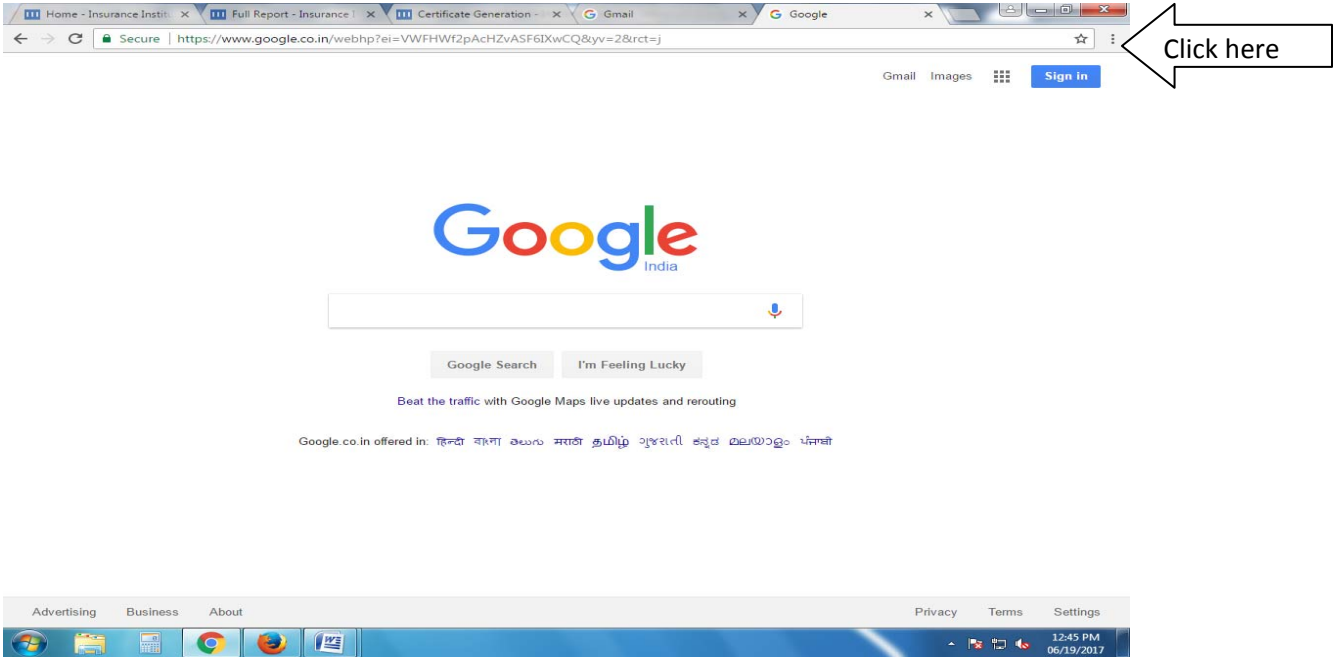 Home - Insurance Instit
Full Report - Insurance I
Certificate Generation -
Gmail
Google
Secure | https://www.google.co.in/webhp?ei=VWFHWf2pAcHZvASF6IXwCQ&yv=2&rct=j
Click here
Gmail Images Sign in
Google
India
Google Search I'm Feeling Lucky
Beat the traffic with Google Maps live updates and rerouting
Google.co.in offered in: हिन्दी বাংলা తెలుగు मराठी தமிழ் ગુજરાતી ಕನ್ನಡ മലയാളം ਪੰਜਾਬੀ
Advertising Business About Privacy Terms Settings
12:45 PM
06/19/2017